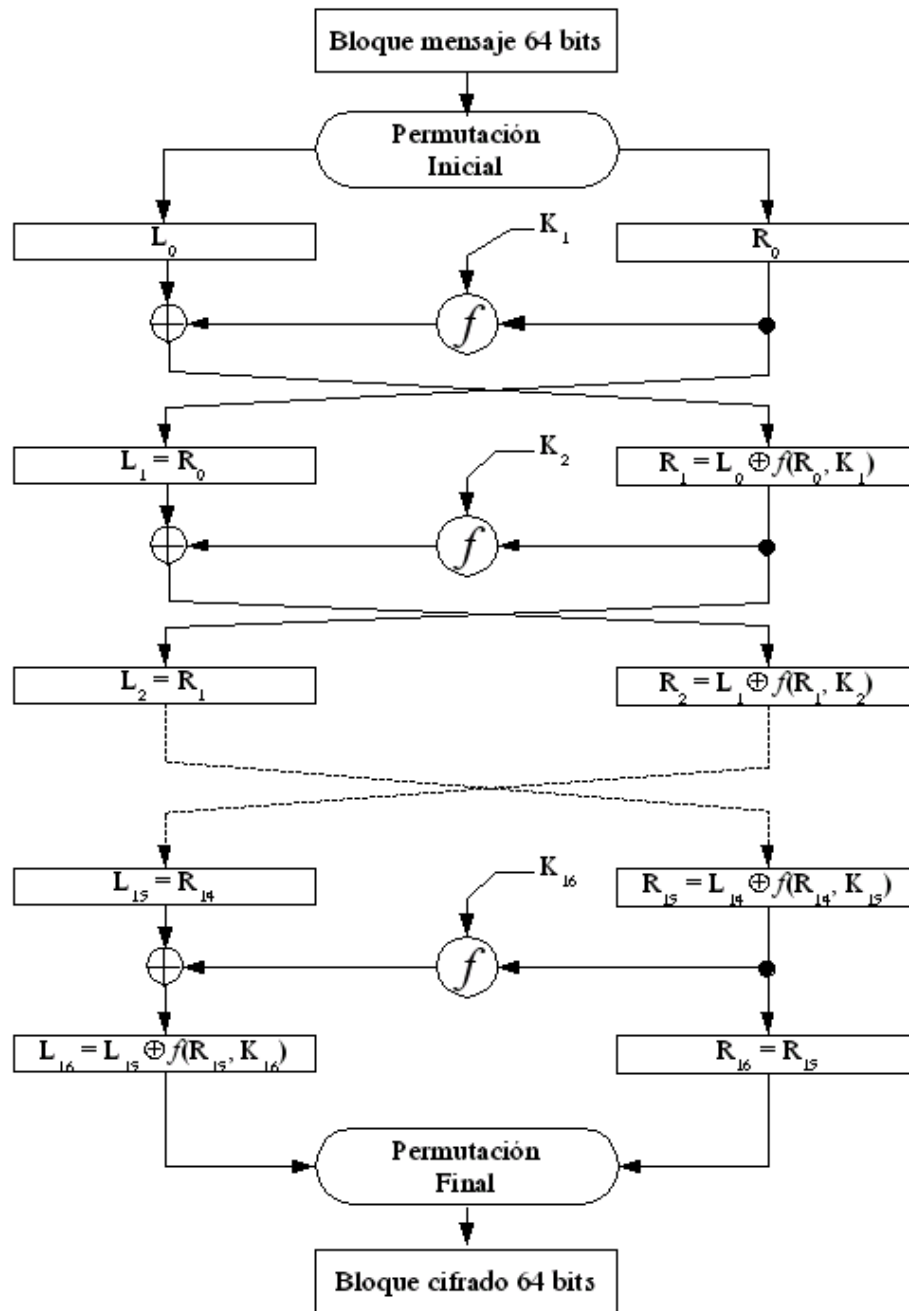 Bloque mensaje 64 bits
Permutación
Inicial
L₀
K₁
R₀
f
L₁ = R₀
K₂
R₁ = L₀ ⊕ f(R₀, K₁)
f
L₂ = R₁
R₂ = L₁ ⊕ f(R₁, K₂)
L₁₅ = R₁₄
K₁₆
R₁₅ = L₁₄ ⊕ f(R₁₄, K₁₅)
f
L₁₆ = L₁₅ ⊕ f(R₁₅, K₁₆)
R₁₆ = R₁₅
Permutación
Final
Bloque cifrado 64 bits